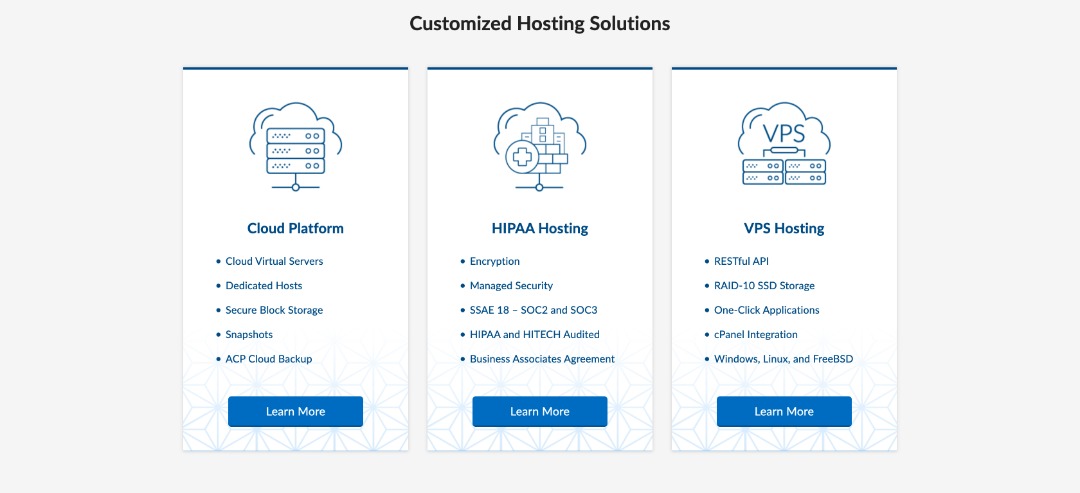 Customized Hosting Solutions
Cloud Platform
• Cloud Virtual Servers
• Dedicated Hosts
• Secure Block Storage
• Snapshots
• ACP Cloud Backup
Learn More
HIPAA Hosting
• Encryption
• Managed Security
• SSAE 18 – SOC2 and SOC3
• HIPAA and HITECH Audited
• Business Associates Agreement
Learn More
VPS
VPS Hosting
• RESTful API
• RAID-10 SSD Storage
• One-Click Applications
• cPanel Integration
• Windows, Linux, and FreeBSD
Learn More